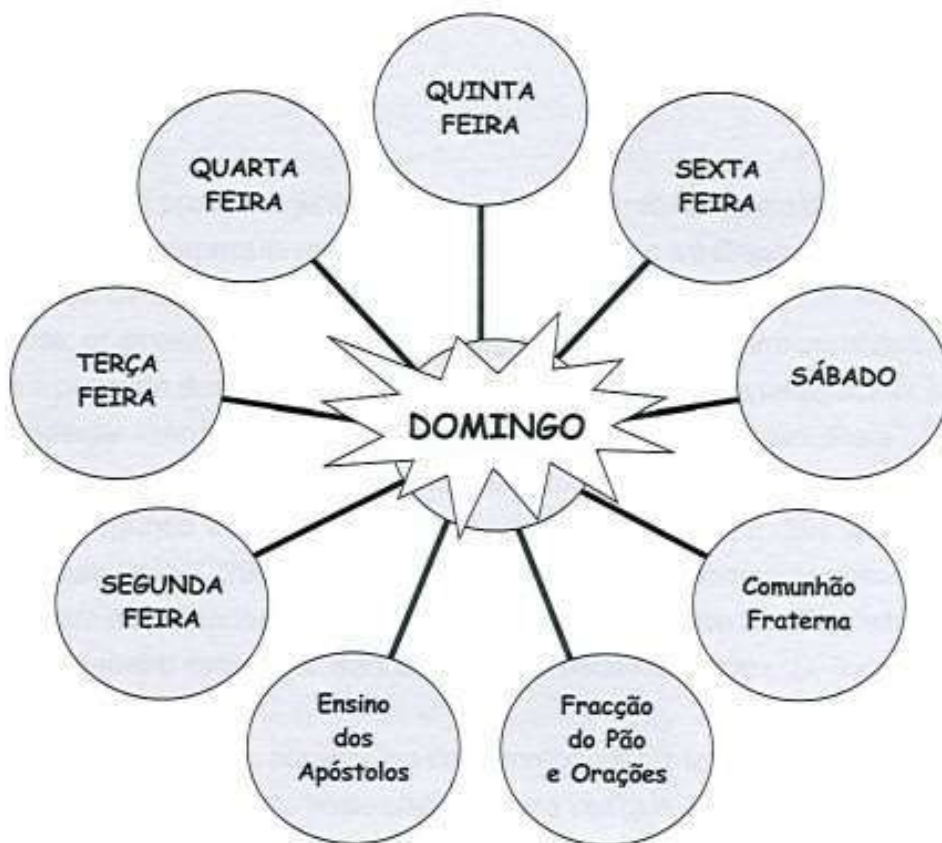 QUINTA
FEIRA
QUARTA
FEIRA
SEXTA
FEIRA
TERÇA
FEIRA
SÁBADO
DOMINGO
SEGUNDA
FEIRA
Comunhão
Fraterna
Ensino
dos
Apóstolos
Fracção
do Pão
e Orações